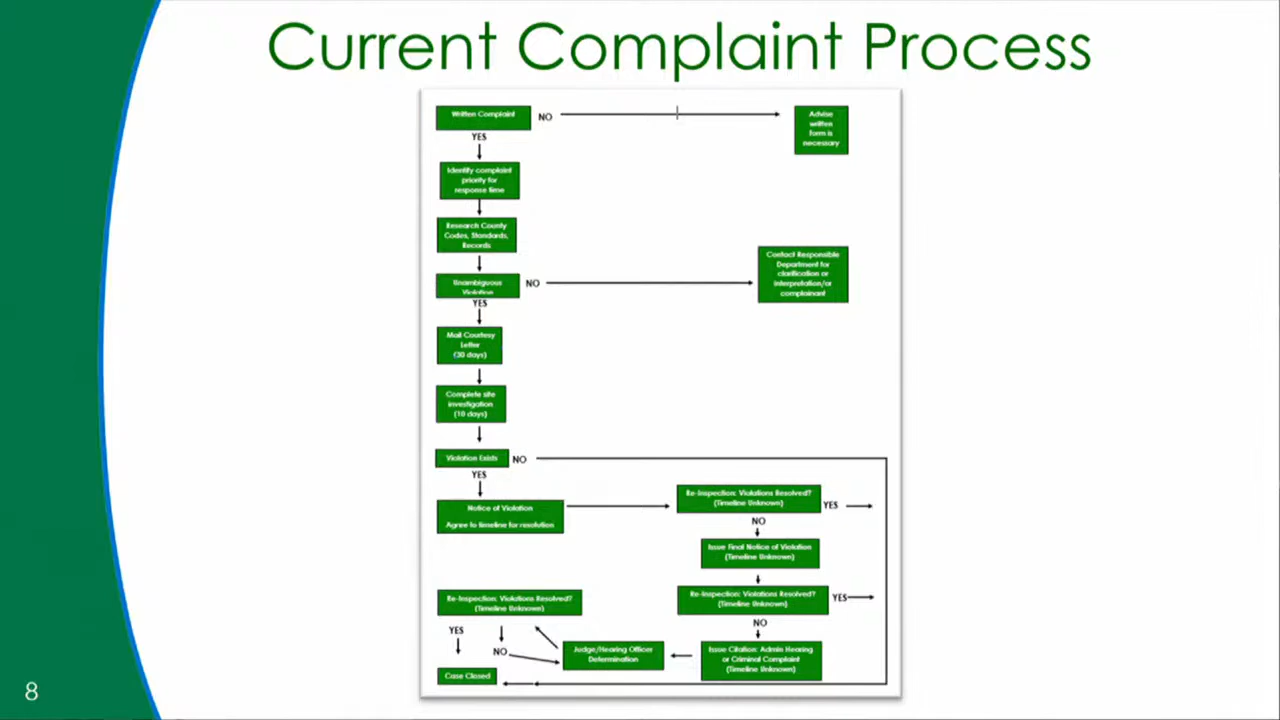 Current Complaint Process
Written Complaint
NO
Advise
written
form is
necessary
YES
Identify complaint
priority for
response time
Research County
Codes, Standards,
Records
Unambiguous
Violation
NO
Contact Responsible
Department for
clarification or
interpretation/or
complainant
YES
Mail Courtesy
Letter
(30 days)
Complete site
investigation
(10 days)
Violation Exists
NO
YES
Notice of Violation
Agree to timeline for resolution
Re-Inspection: Violations Resolved?
(Timeline Unknown)
YES
NO
Issue Final Notice of Violation
(Timeline Unknown)
Re-Inspection: Violations Resolved?
(Timeline Unknown)
YES
NO
Issue Citation: Admin Hearing
or Criminal Complaint
(Timeline Unknown)
Judge/Hearing Officer
Determination
Re-Inspection: Violations Resolved?
(Timeline Unknown)
YES
NO
Case Closed
8